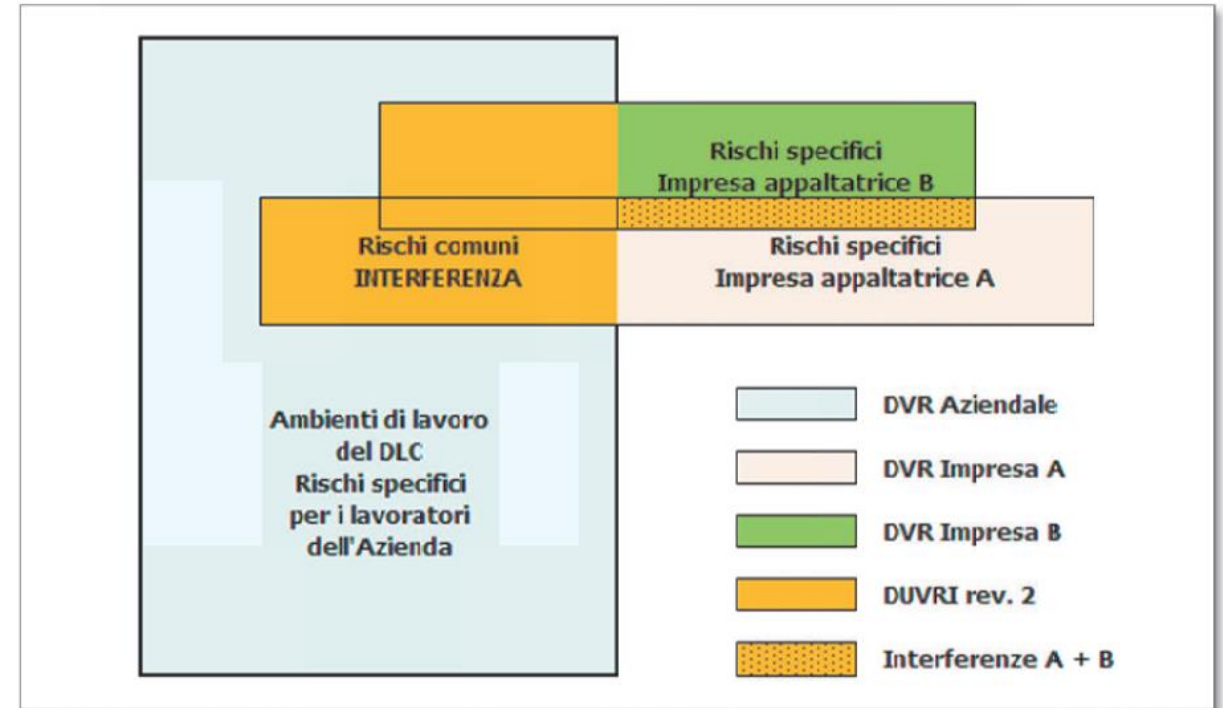 Rischi specifici
Impresa appaltatrice B
Rischi comuni
INTERFERENZA
Rischi specifici
Impresa appaltatrice A
Ambienti di lavoro
del DLC
Rischi specifici
per i lavoratori
dell'Azienda
DVR Aziendale
DVR Impresa A
DVR Impresa B
DUVRI rev. 2
Interferenze A + B